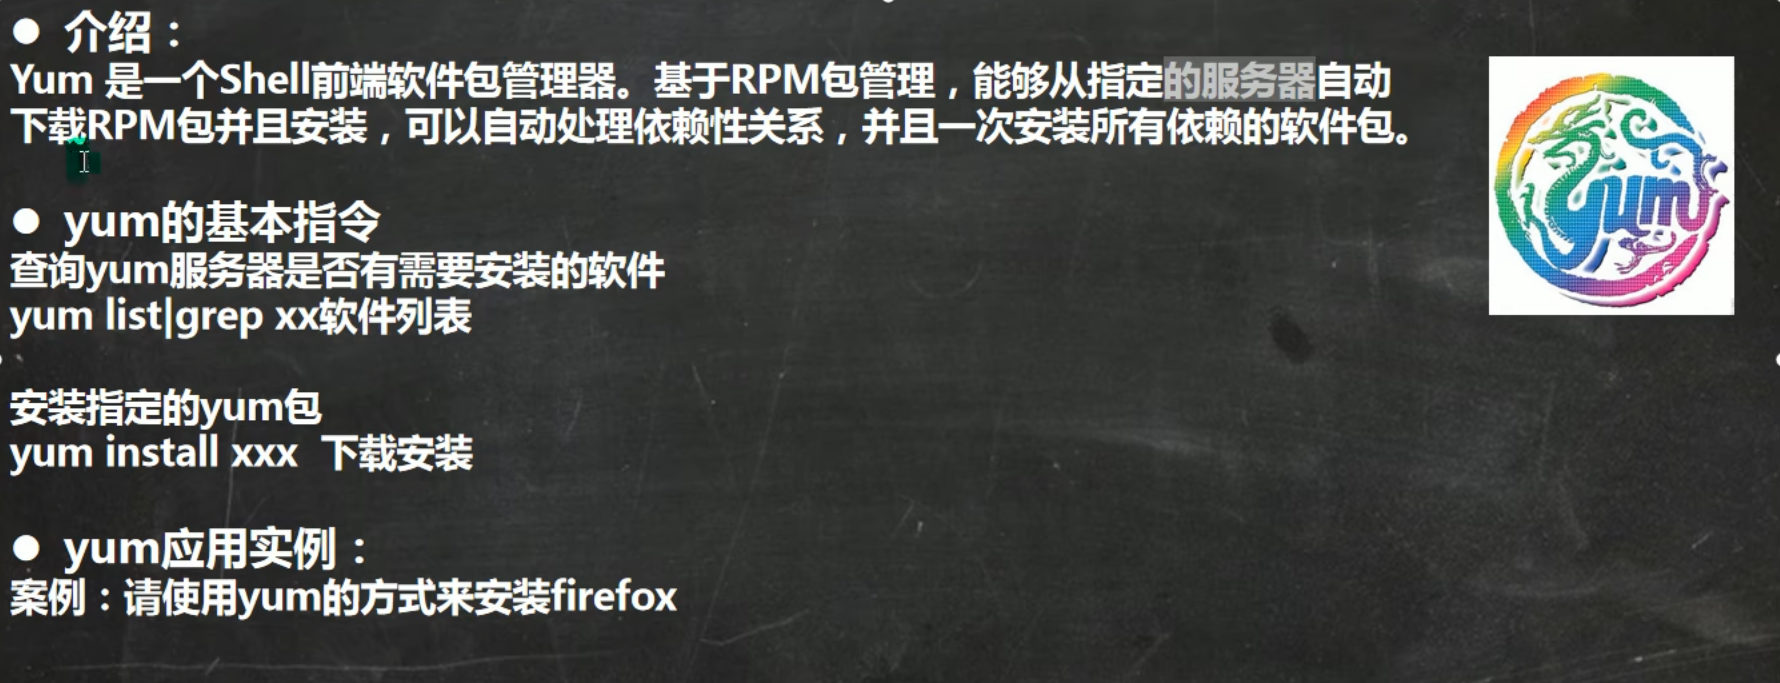 ● 介绍：
Yum 是一个Shell前端软件包管理器。基于RPM包管理，能够从指定的服务器自动
下载RPM包并且安装，可以自动处理依赖性关系，并且一次安装所有依赖的软件包。
yum
● yum的基本指令
查询yum服务器是否有需要安装的软件
yum list|grep xx软件列表
安装指定的yum包
yum install xxx 下载安装
● yum应用实例：
案例：请使用yum的方式来安装firefox